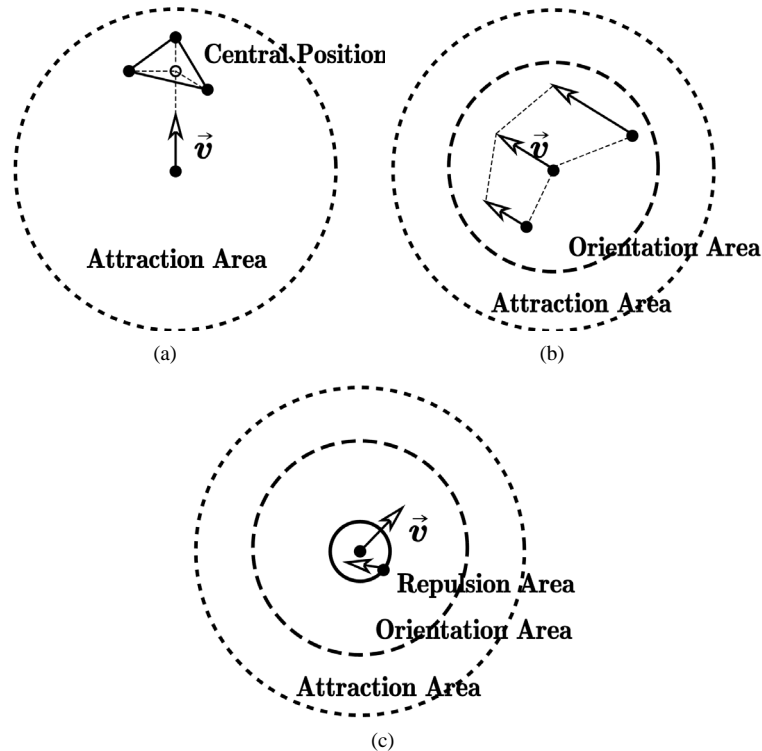 Central Position
v⃗
Attraction Area
(a)
v⃗
Orientation Area
Attraction Area
(b)
v⃗
Repulsion Area
Orientation Area
Attraction Area
(c)